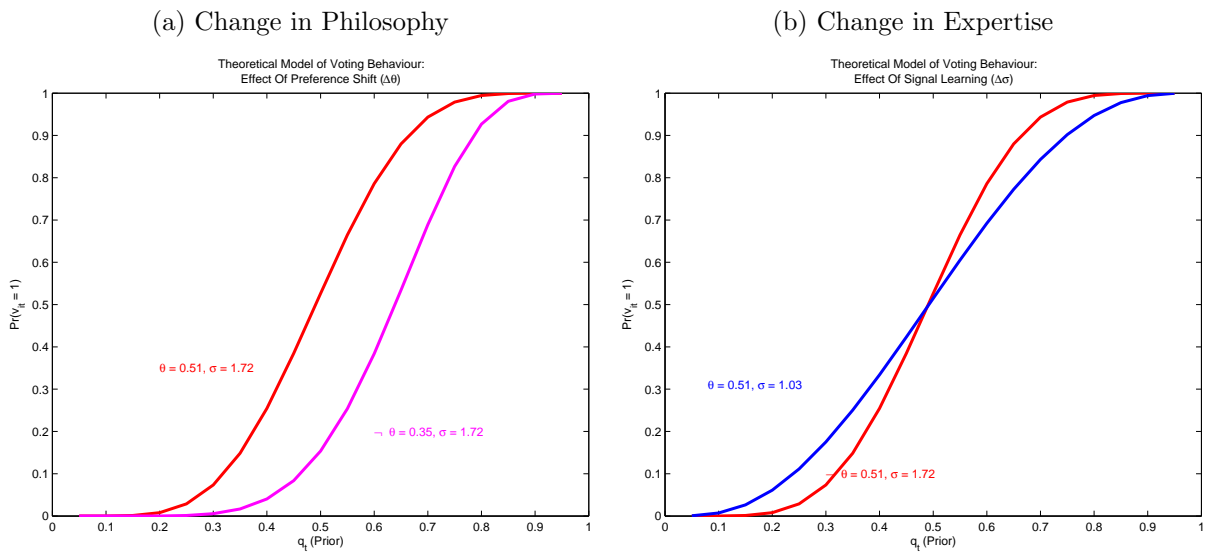 (a) Change in Philosophy
Theoretical Model of Voting Behaviour:
Effect Of Preference Shift (Δθ)
1
0.9
0.8
0.7
0.6
0.5
0.4
0.3
0.2
0.1
0
Pr(v_it = 1)
θ = 0.51, σ = 1.72
¬ θ = 0.35, σ = 1.72
0 0.1 0.2 0.3 0.4 0.5 0.6 0.7 0.8 0.9 1
q_t (Prior)
(b) Change in Expertise
Theoretical Model of Voting Behaviour:
Effect Of Signal Learning (Δσ)
1
0.9
0.8
0.7
0.6
0.5
0.4
0.3
0.2
0.1
0
Pr(v_it = 1)
θ = 0.51, σ = 1.03
¬ θ = 0.51, σ = 1.72
0 0.1 0.2 0.3 0.4 0.5 0.6 0.7 0.8 0.9 1
q_t (Prior)